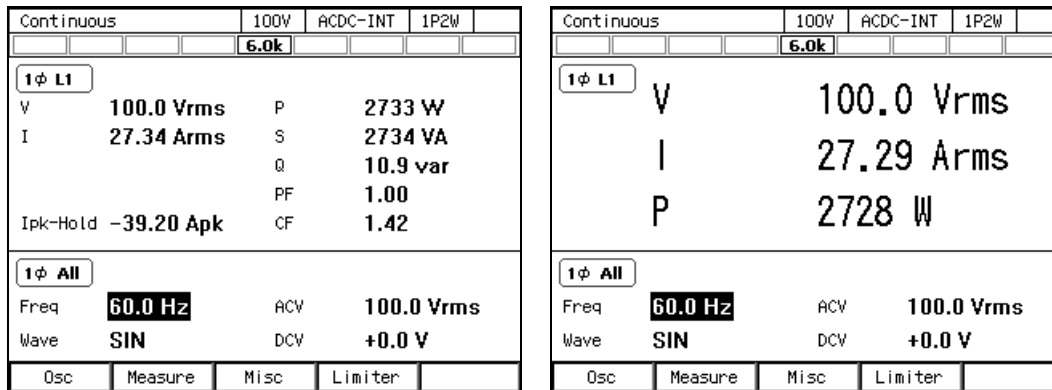 Continuous 100V ACDC-INT 1P2W
6.0k
1ϕ L1
V 100.0 Vrms P 2733 W
I 27.34 Arms S 2734 VA
Q 10.9 var
PF 1.00
Ipk-Hold -39.20 Apk CF 1.42
1ϕ All
Freq 60.0 Hz ACV 100.0 Vrms
Wave SIN DCV +0.0 V
Osc Measure Misc Limiter
Continuous 100V ACDC-INT 1P2W
6.0k
1ϕ L1
V 100.0 Vrms
I 27.29 Arms
P 2728 W
1ϕ All
Freq 60.0 Hz ACV 100.0 Vrms
Wave SIN DCV +0.0 V
Osc Measure Misc Limiter